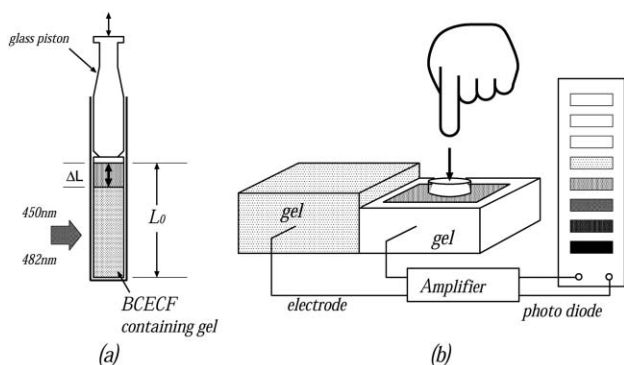 glass piston
ΔL
L0
450nm
482nm
BCECF
containing gel
(a)
gel
gel
Amplifier
electrode
photo diode
(b)